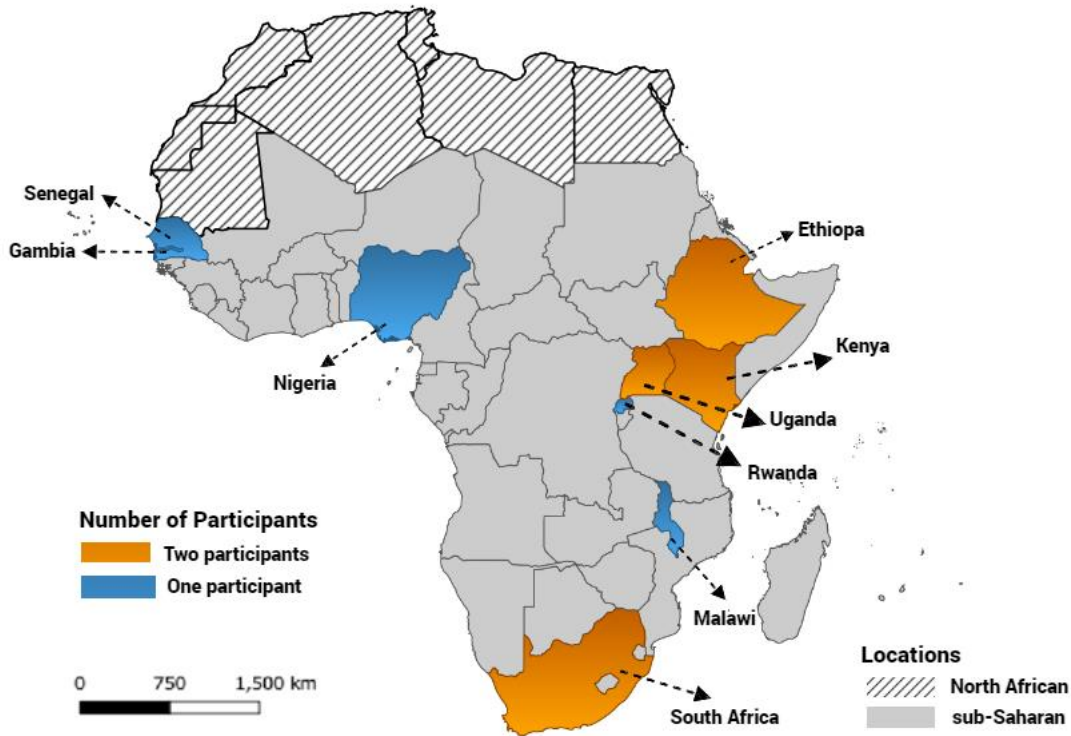 Senegal
Gambia
Nigeria
Ethiopa
Kenya
Uganda
Rwanda
Malawi
South Africa
Number of Participants
Two participants
One participant
0 750 1,500 km
Locations
North African
sub-Saharan